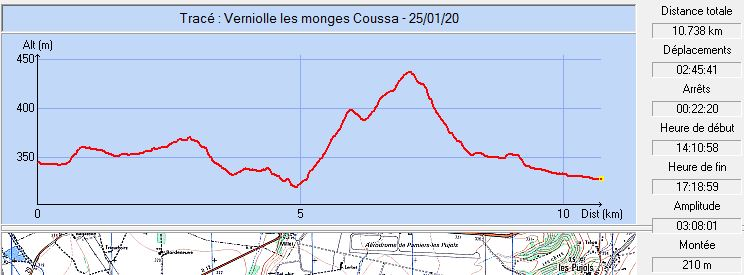 Tracé : Verniolle les monges Coussa - 25/01/20
Alt (m)
450
400
350
0
5
10
Dist (km)
Distance totale
10.738 km
Déplacements
02:45:41
Arrêts
00:22:20
Heure de début
14:10:58
Heure de fin
17:18:59
Amplitude
03:08:01
Montée
210 m
Aérodrome de Pamiers-les Pujols
les Pujols